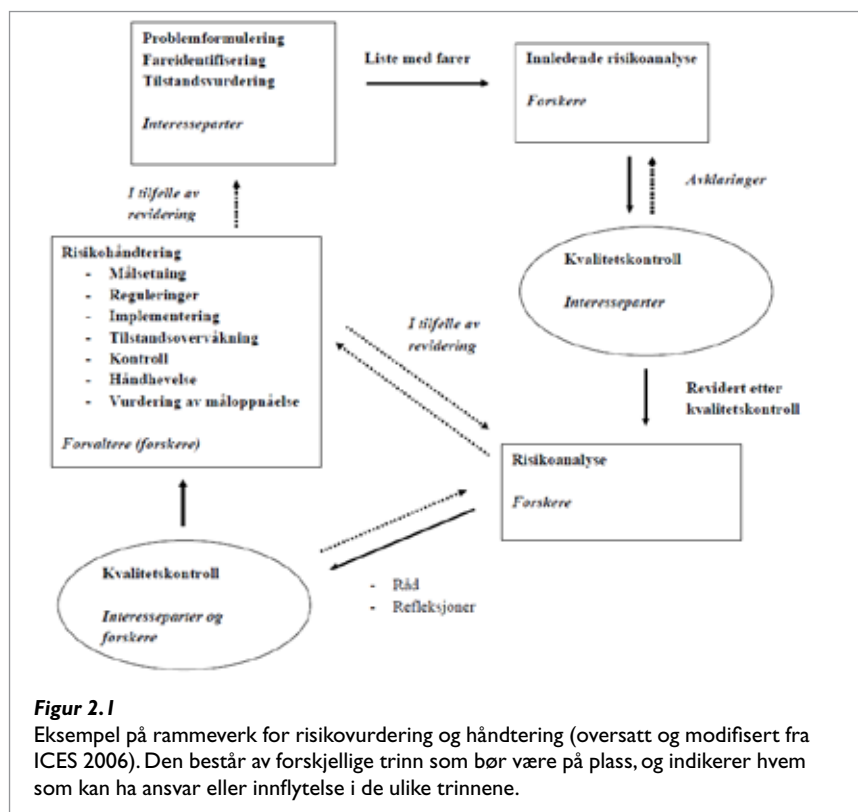 Problemformulering
Fareidentifisering
Tilstandsvurdering
Interesseparter
Liste med farer
Innledende risikoanalyse
Forskere
Avklaringer
I tilfelle av
revidering
Kvalitetskontroll
Interesseparter
Risikohåndtering
- Målsetning
- Reguleringer
- Implementering
- Tilstandsovervåkning
- Kontroll
- Håndhevelse
- Vurdering av måloppnåelse
Forvaltere (forskere)
I tilfelle av
revidering
Revidert etter
kvalitetskontroll
Risikoanalyse
Forskere
Kvalitetskontroll
Interesseparter og
forskere
- Råd
- Refleksjoner
Figur 2.1
Eksempel på rammeverk for risikovurdering og håndtering (oversatt og modifisert fra
ICES 2006). Den består av forskjellige trinn som bør være på plass, og indikerer hvem
som kan ha ansvar eller innflytelse i de ulike trinnene.